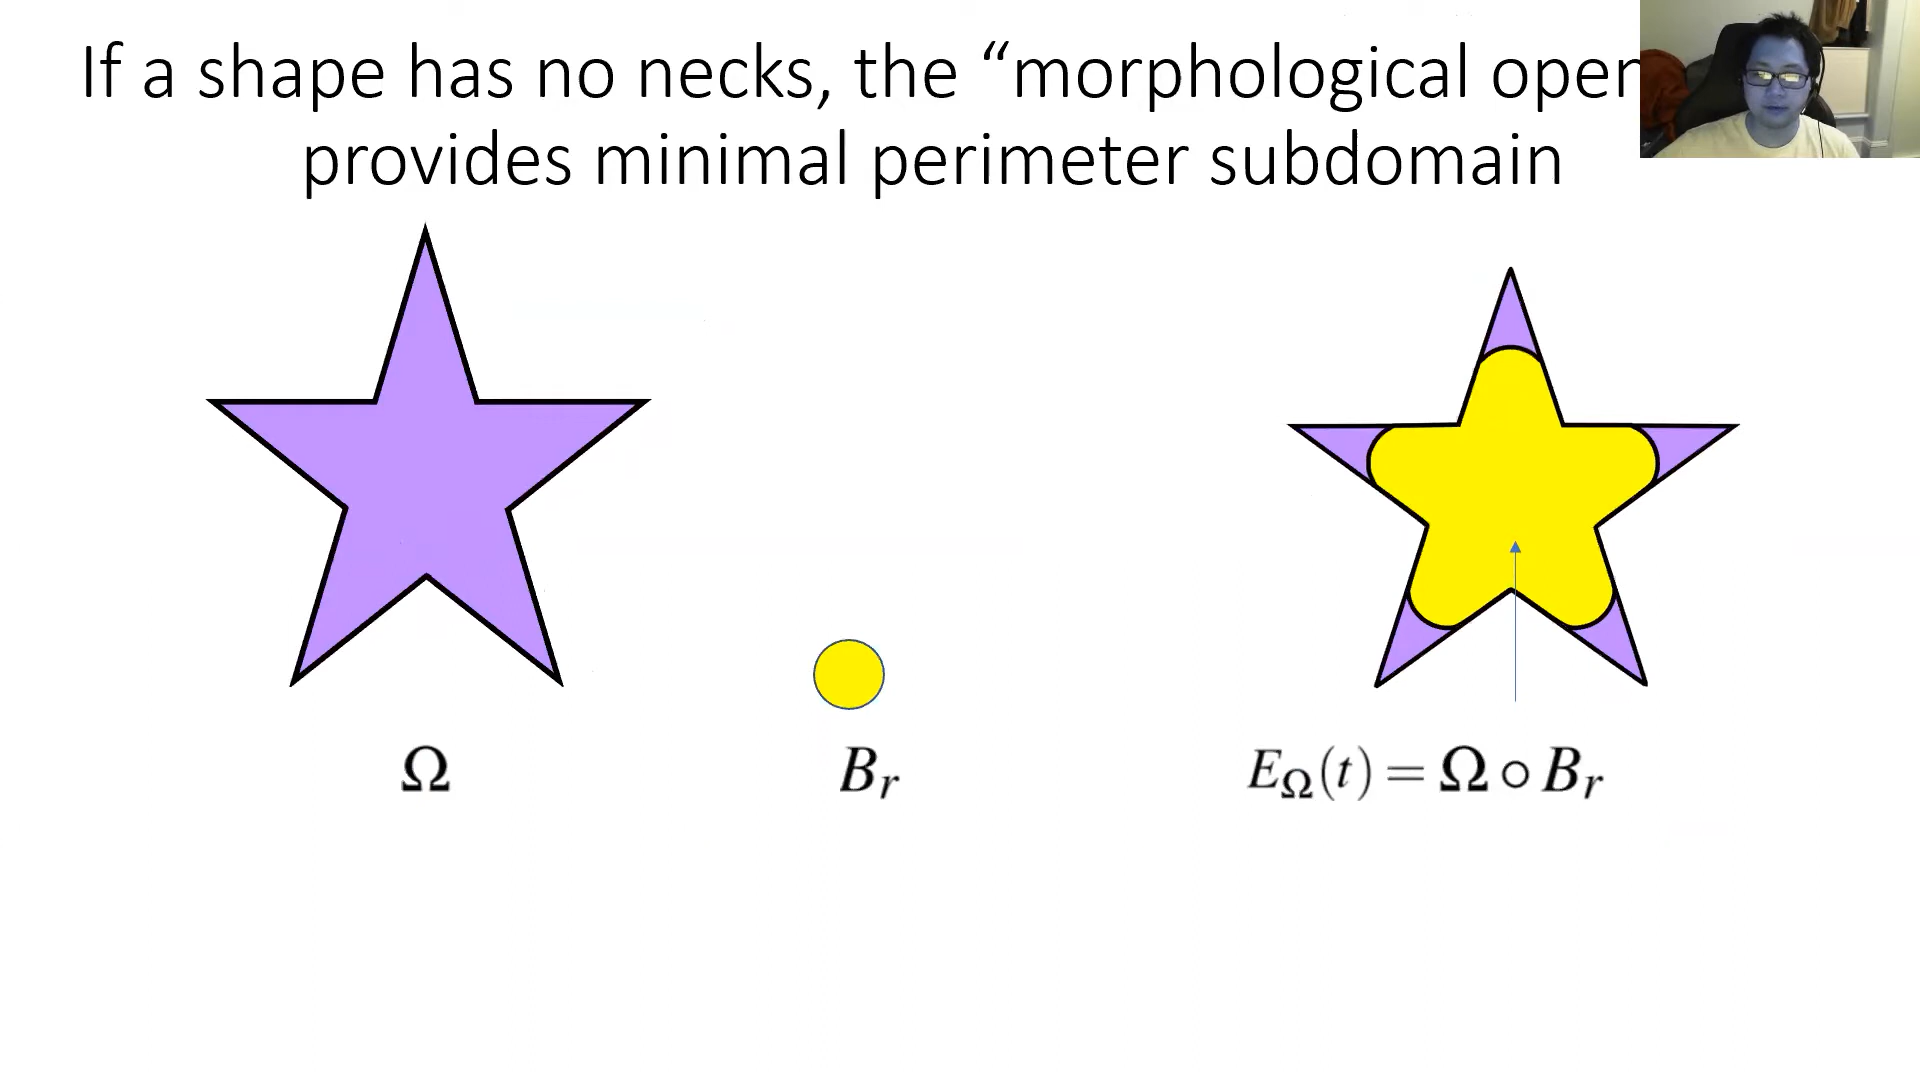 If a shape has no necks, the “morphological open
provides minimal perimeter subdomain
Ω
B_r
E_Ω(t) = Ω ∘ B_r